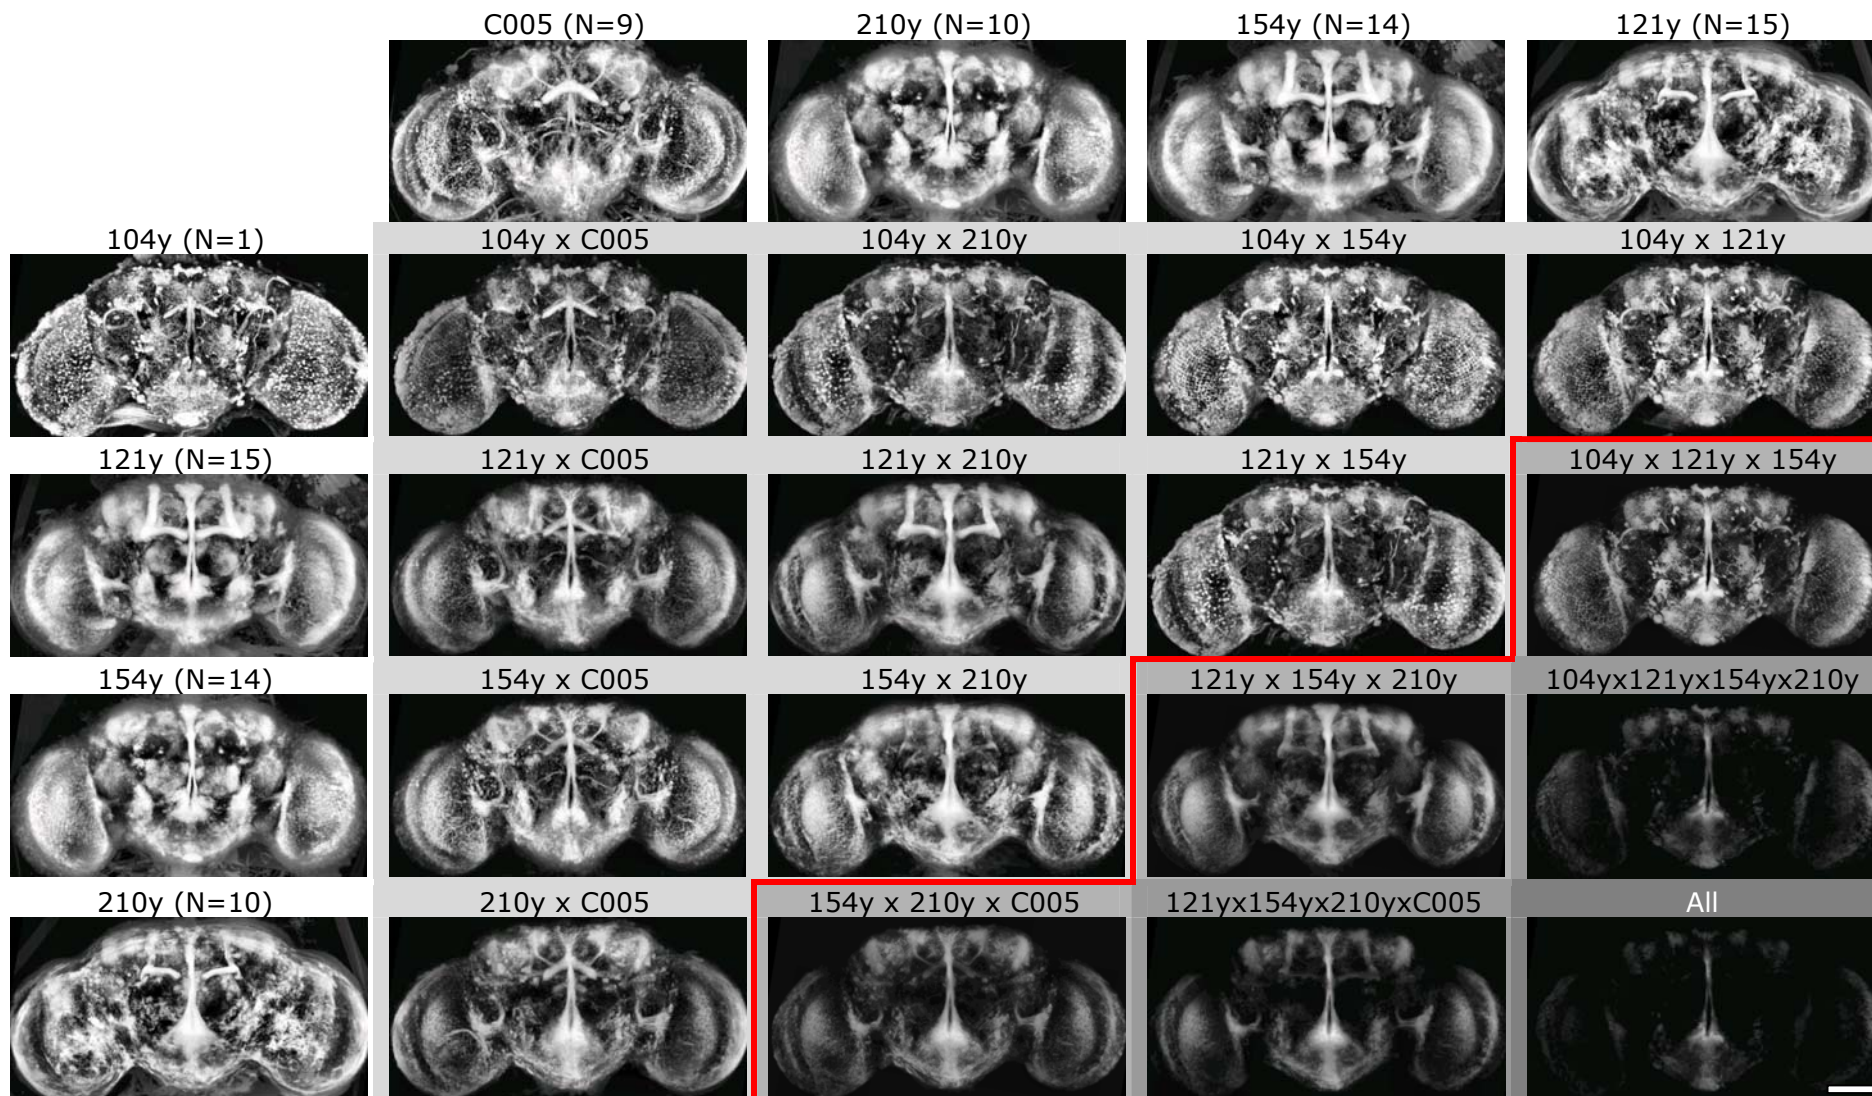 C005 (N=9)
210y (N=10)
154y (N=14)
121y (N=15)
104y (N=1)
104y x C005
104y x 210y
104y x 154y
104y x 121y
121y (N=15)
121y x C005
121y x 210y
121y x 154y
104y x 121y x 154y
154y (N=14)
154y x C005
154y x 210y
121y x 154y x 210y
104yx121yx154yx210y
210y (N=10)
210y x C005
154y x 210y x C005
121yx154yx210yxC005
All